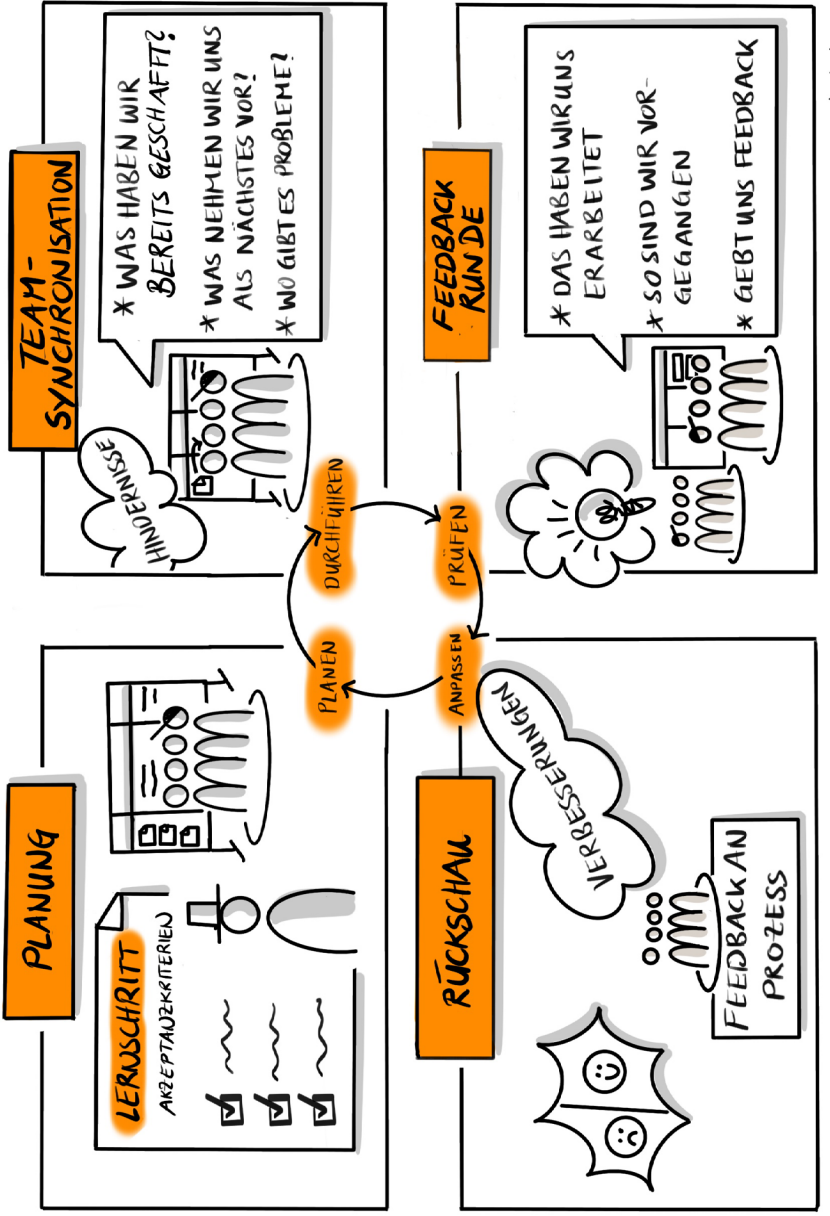 PLANUNG
LERNSCHRITT
AKZEPTANZKRITERIEN
TEAM-
SYNCHRONISATION
HINDERNISSE
* WAS HABEN WIR
BEREITS GESCHAFFT?
* WAS NEHMEN WIR UNS
ALS NÄCHSTES VOR?
* WO GIBT ES PROBLEME?
PLANEN
DURCHFÜHREN
ANPASSEN
PRÜFEN
RÜCKSCHAU
VERBESSERUNGEN
FEEDBACK AN
PROZESS
FEEDBACK
RUNDE
* DAS HABEN WIR UNS
ERARBEITET
* SO SIND WIR VOR-
GEGANGEN
* GEBT UNS FEEDBACK